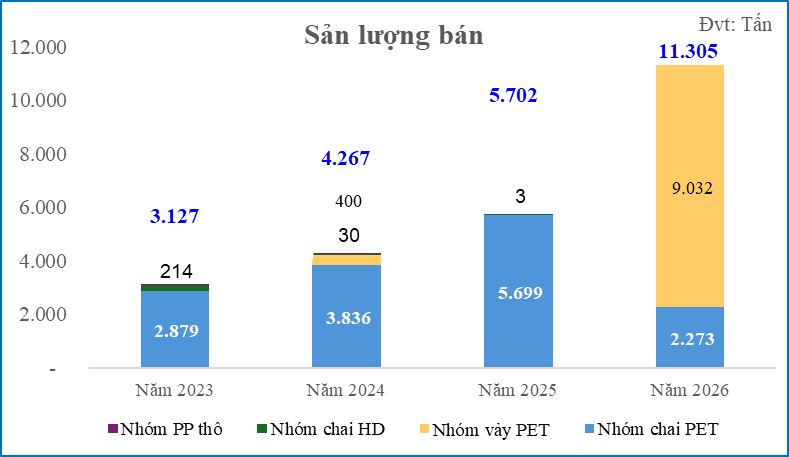 Sản lượng bán
Đvt: Tấn
12.000
10.000
8.000
6.000
4.000
2.000
-
3.127
214
2.879
4.267
400
30
3.836
5.702
3
5.699
11.305
9.032
2.273
Năm 2023
Năm 2024
Năm 2025
Năm 2026
Nhóm PP thô
Nhóm chai HD
Nhóm vảy PET
Nhóm chai PET